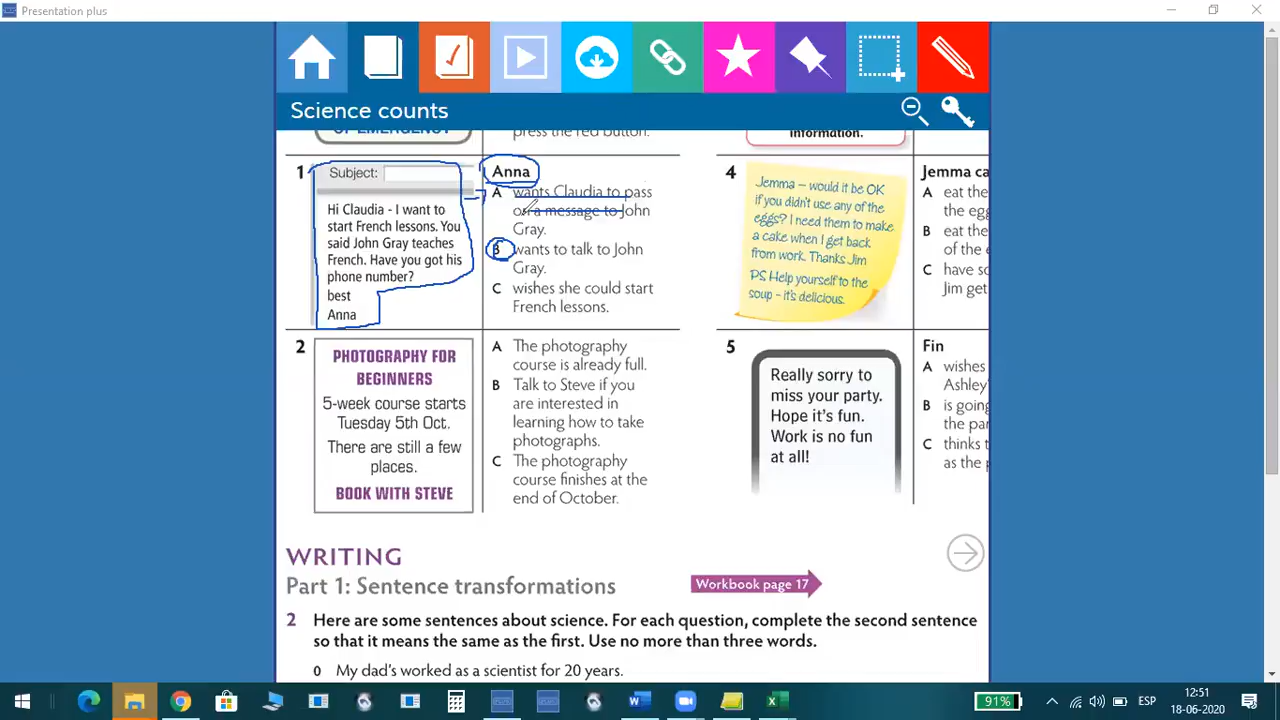 Presentation plus
Science counts
OF EMERGENCY
press the red button.
information.
1
Subject:
Hi Claudia - I want to
start French lessons. You
said John Gray teaches
French. Have you got his
phone number?
best
Anna
Anna
A wants Claudia to pass
on a message to John
Gray.
B wants to talk to John
Gray.
C wishes she could start
French lessons.
2
PHOTOGRAPHY FOR
BEGINNERS
5-week course starts
Tuesday 5th Oct.
There are still a few
places.
BOOK WITH STEVE
A The photography
course is already full.
B Talk to Steve if you
are interested in
learning how to take
photographs.
C The photography
course finishes at the
end of October.
4
Jemma – would it be OK
if you didn't use any of the
eggs? I need them to make
a cake when I get back
from work. Thanks Jim
PS Help yourself to the
soup - it's delicious.
Jemma ca
A eat the
the eg
B eat the
of the e
C have so
Jim get
5
Really sorry to
miss your party.
Hope it's fun.
Work is no fun
at all!
Fin
A wishes
Ashley'
B is going
the par
C thinks t
as the p
WRITING
Part 1: Sentence transformations
Workbook page 17
2 Here are some sentences about science. For each question, complete the second sentence
so that it means the same as the first. Use no more than three words.
0 My dad's worked as a scientist for 20 years.
91%
ESP
12:51
18-06-2020